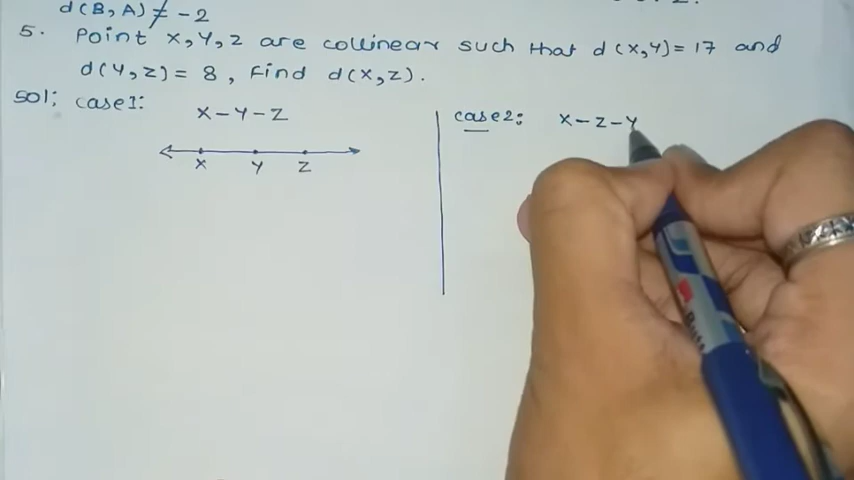 d(B, A) ≠ -2
5. Point X, Y, Z are collinear such that d(X,Y)= 17 and
d(Y,Z)= 8, Find d(X,Z).
Sol; case1:
X-Y-Z
X Y Z
case2: X-Z-Y